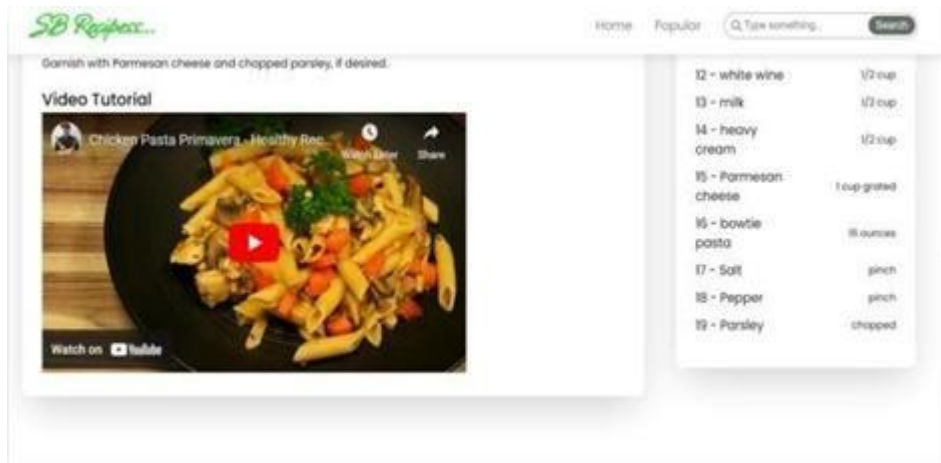 SB Recipess...
Home
Popular
Type something..
Search
Garnish with Parmesan cheese and chopped parsley, if desired.
Video Tutorial
Chicken Pasta Primavera - Healthy Rec...
Watch Later
Share
Watch on YouTube
12 - white wine 1/2 cup
13 - milk 1/2 cup
14 - heavy
cream 1/2 cup
15 - Parmesan
cheese 1 cup grated
16 - bowtie
pasta 16 ounces
17 - Salt pinch
18 - Pepper pinch
19 - Parsley chopped